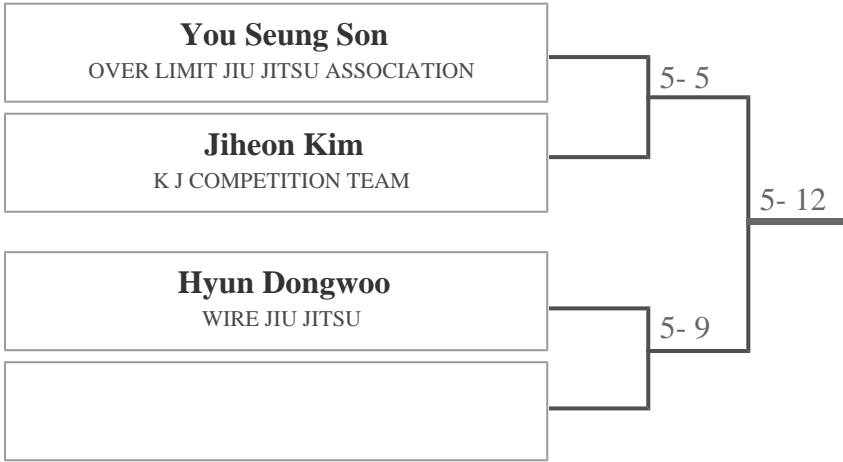 You Seung Son
OVER LIMIT JIU JITSU ASSOCIATION
5- 5
Jiheon Kim
K J COMPETITION TEAM
5- 12
Hyun Dongwoo
WIRE JIU JITSU
5- 9